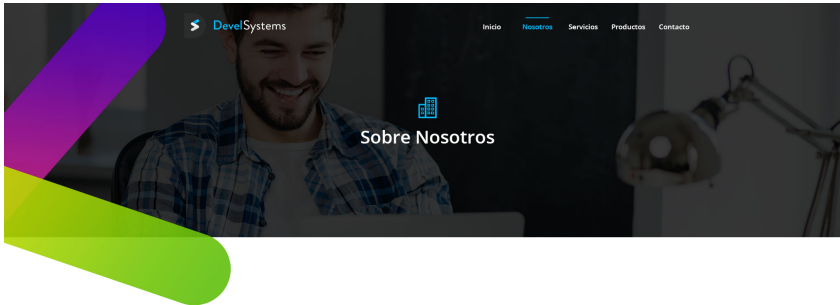 DevelSystems
Inicio Nosotros Servicios Productos Contacto
Sobre Nosotros